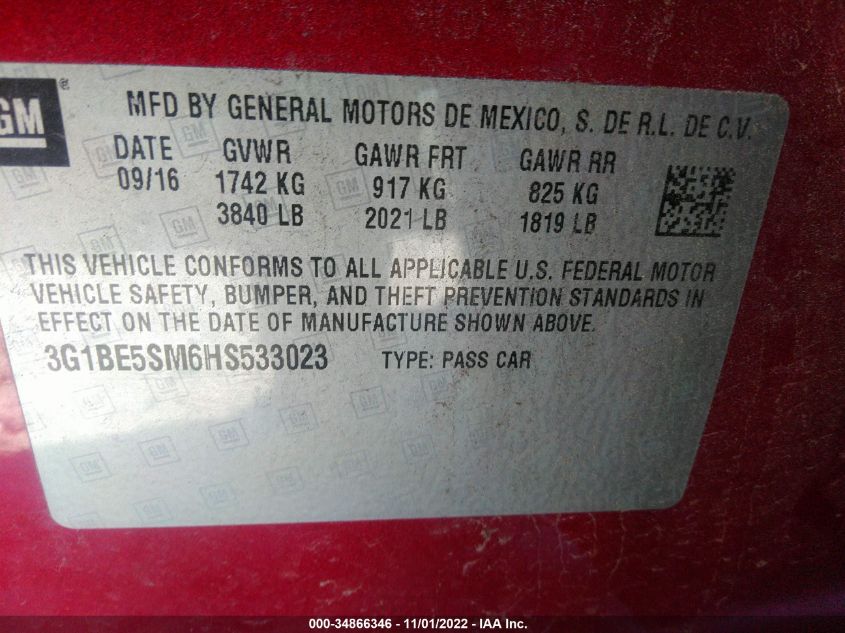 GM ®
MFD BY GENERAL MOTORS DE MEXICO, S. DE R.L. DE C.V.
DATE GVWR GAWR FRT GAWR RR
09/16 1742 KG 917 KG 825 KG
3840 LB 2021 LB 1819 LB
THIS VEHICLE CONFORMS TO ALL APPLICABLE U.S. FEDERAL MOTOR
VEHICLE SAFETY, BUMPER, AND THEFT PREVENTION STANDARDS IN
EFFECT ON THE DATE OF MANUFACTURE SHOWN ABOVE.
3G1BE5SM6HS533023 TYPE: PASS CAR
000-34866346 - 11/01/2022 - IAA Inc.